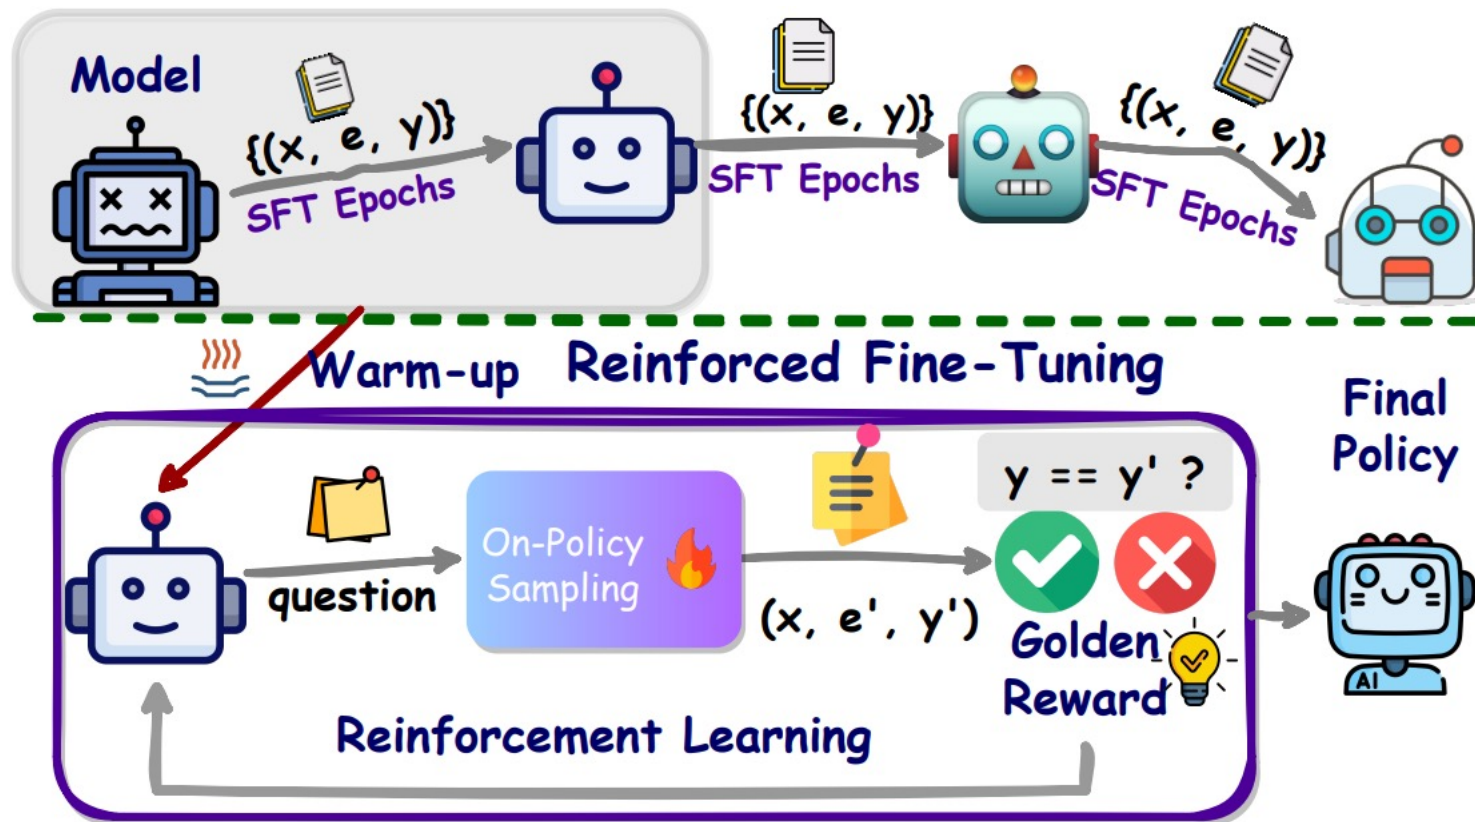 Model
{(x, e, y)}
SFT Epochs
{(x, e, y)}
SFT Epochs
{(x, e, y)}
SFT Epochs
Warm-up
Reinforced Fine-Tuning
Final
Policy
question
On-Policy
Sampling
(x, e', y')
y == y' ?
Golden
Reward
Reinforcement Learning
AI